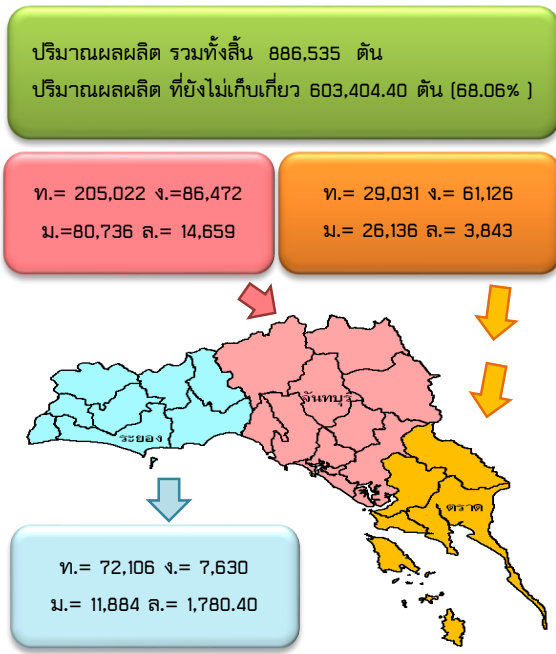 ปริมาณผลผลิต รวมทั้งสิ้น 886,535 ตัน
ปริมาณผลผลิต ที่ยังไม่เก็บเกี่ยว 603,404.40 ตัน (68.06% )
ท.= 205,022 ง.=86,472
ม.=80,736 ล.= 14,659
ท.= 29,031 ง.= 61,126
ม.= 26,136 ล.= 3,843
จันทบุรี
ระยอง
ตราด
ท.= 72,106 ง.= 7,630
ม.= 11,884 ล.= 1,780.40